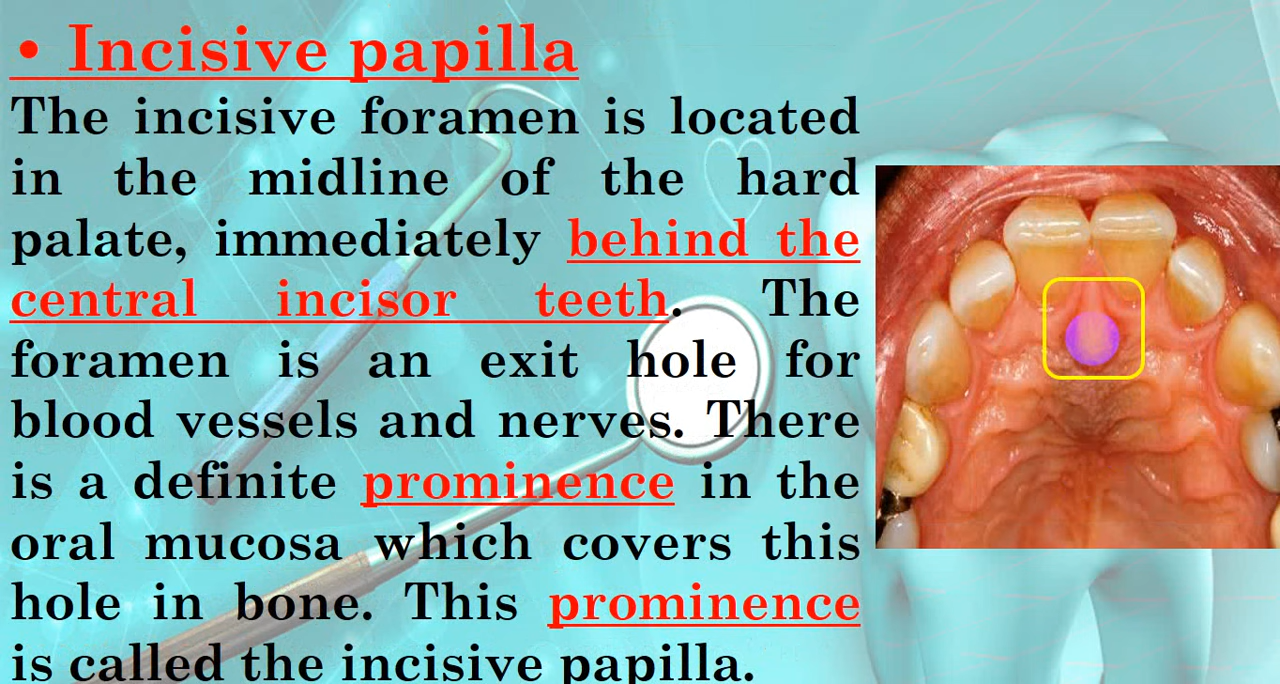 • Incisive papilla
The incisive foramen is located
in the midline of the hard
palate, immediately behind the
central incisor teeth. The
foramen is an exit hole for
blood vessels and nerves. There
is a definite prominence in the
oral mucosa which covers this
hole in bone. This prominence
is called the incisive papilla.